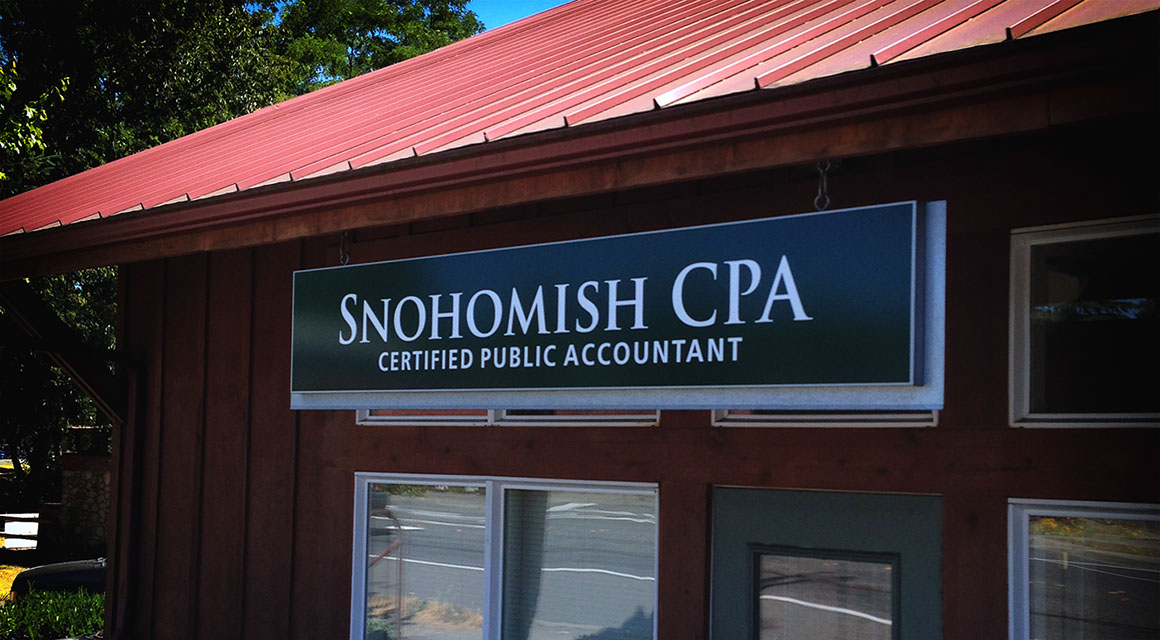 SNOHOMISH CPA
CERTIFIED PUBLIC ACCOUNTANT